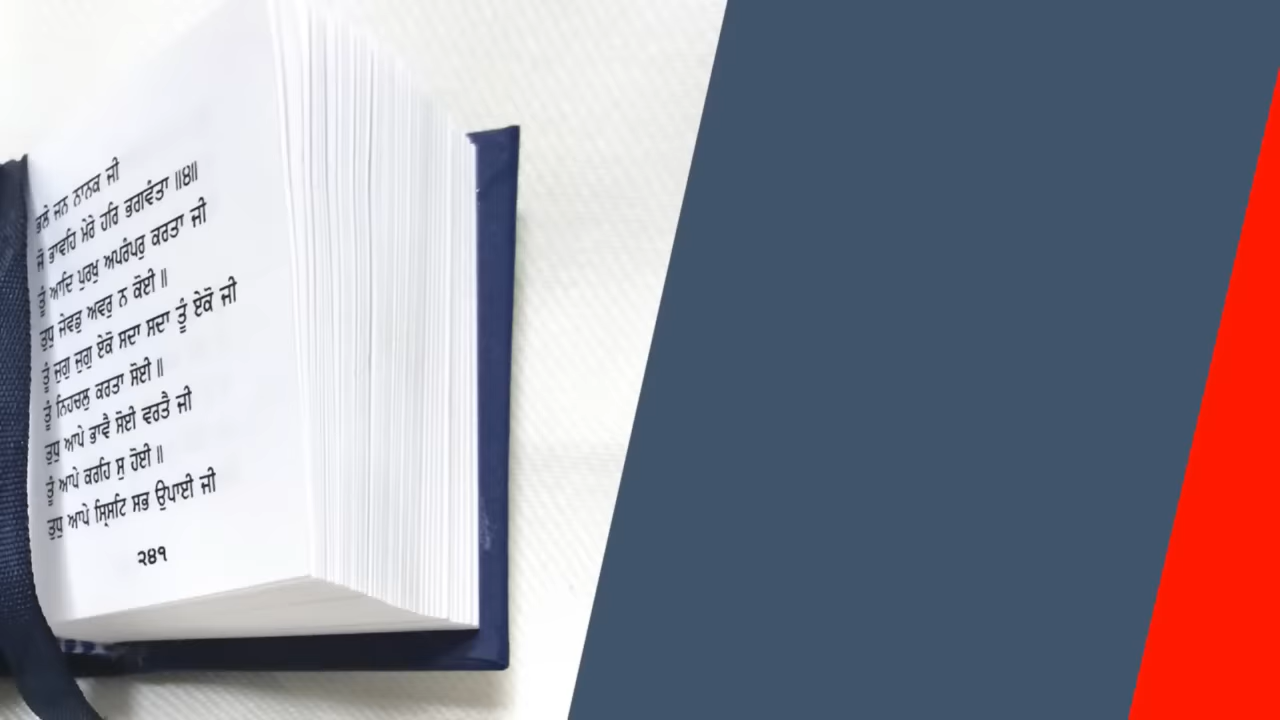 ਭਲੇ ਜਨ ਨਾਨਕ ਜੀ
ਜੋ ਭਾਵਹਿ ਮੇਰੇ ਹਰਿ ਭਗਵੰਤਾ ॥੪॥
ਤੂੰ ਆਦਿ ਪੁਰਖੁ ਅਪਰੰਪਰੁ ਕਰਤਾ ਜੀ
ਤੁਧੁ ਜੇਵਡੁ ਅਵਰੁ ਨ ਕੋਈ ॥
ਤੂੰ ਜੁਗੁ ਜੁਗੁ ਏਕੋ ਸਦਾ ਸਦਾ ਤੂੰ ਏਕੋ ਜੀ
ਤੂੰ ਨਿਹਚਲੁ ਕਰਤਾ ਸੋਈ ॥
ਤੁਧੁ ਆਪੇ ਭਾਵੈ ਸੋਈ ਵਰਤੈ ਜੀ
ਤੂੰ ਆਪੇ ਕਰਹਿ ਸੁ ਹੋਈ ॥
ਤੁਧੁ ਆਪੇ ਸ੍ਰਿਸਟਿ ਸਭ ਉਪਾਈ ਜੀ
੨੪੧